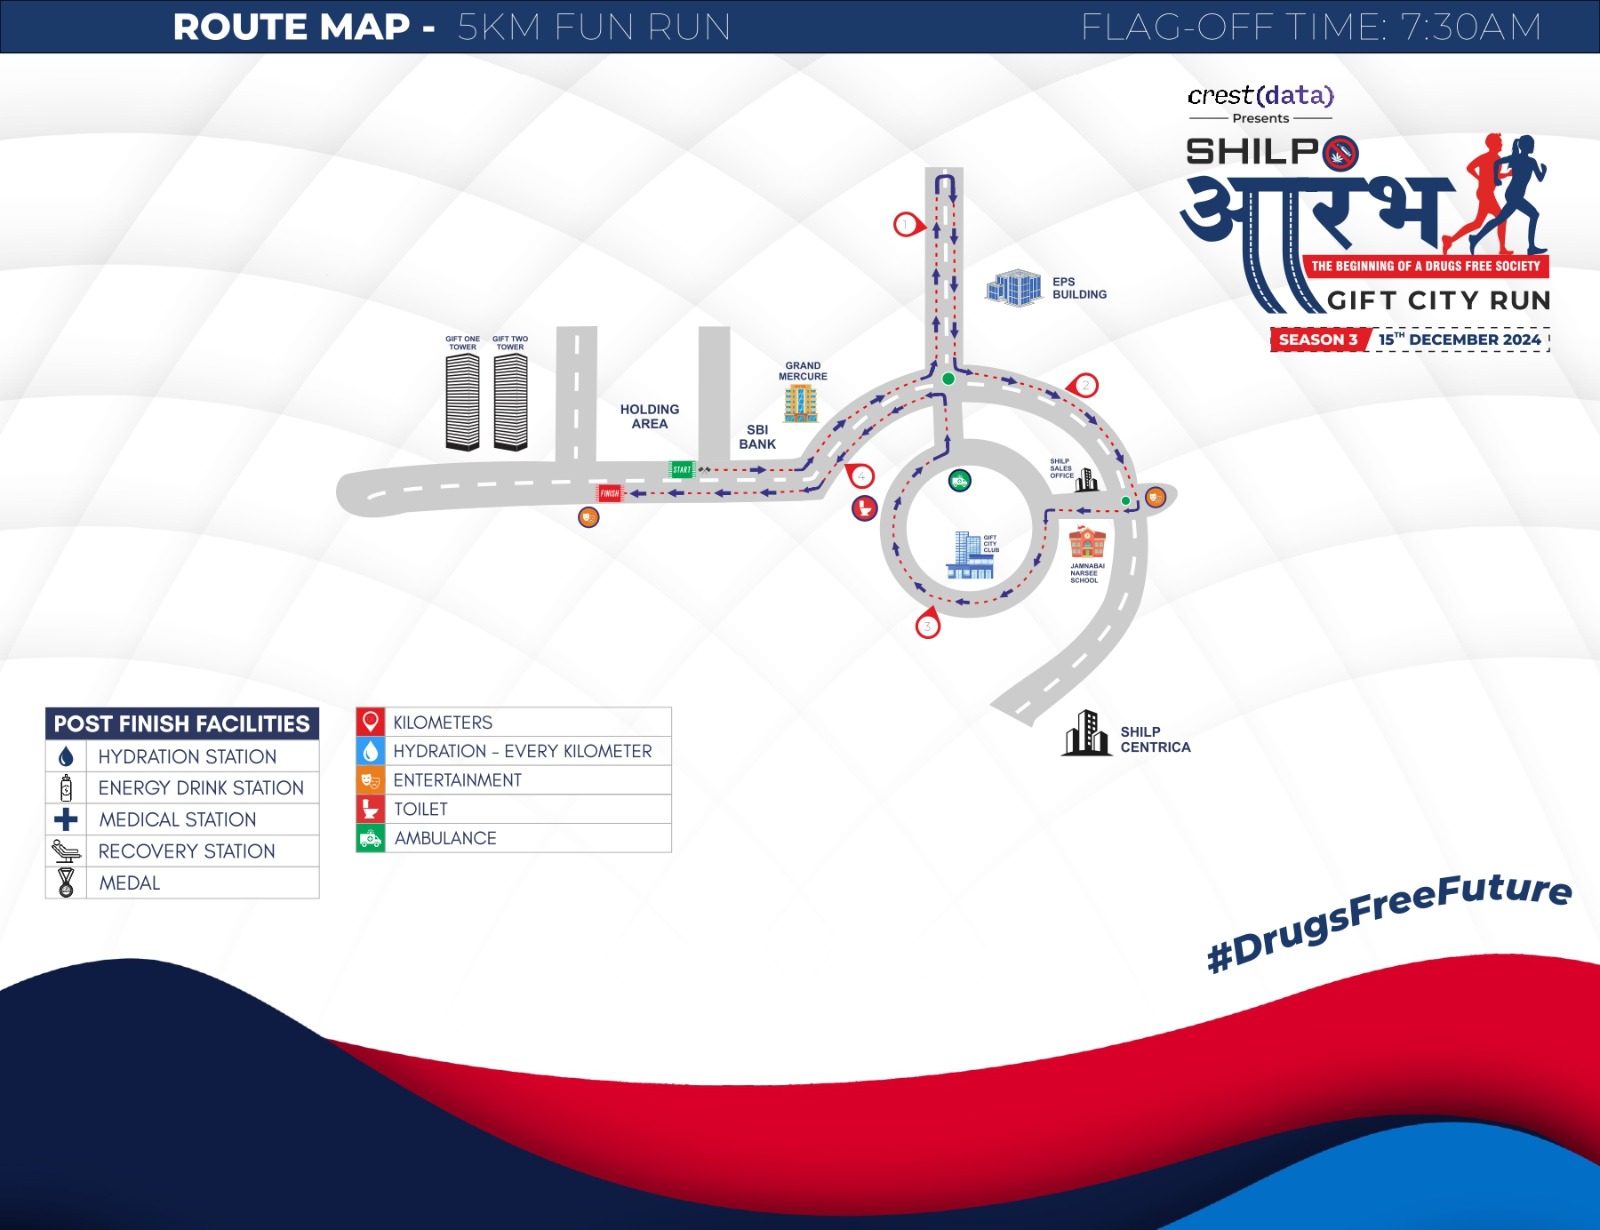 ROUTE MAP - 5KM FUN RUN
FLAG-OFF TIME: 7:30AM
crest(data)
Presents
SHILP
आरंभ
THE BEGINNING OF A DRUGS FREE SOCIETY
GIFT CITY RUN
SEASON 3
15TH DECEMBER 2024
1
EPS
BUILDING
GIFT ONE
TOWER
GIFT TWO
TOWER
GRAND
MERCURE
2
HOLDING
AREA
SBI
BANK
START
FINISH
4
SHILP
SALES
OFFICE
GIFT
CITY
CLUB
JAMNABAI
NARSEE
SCHOOL
3
SHILP
CENTRICA
POST FINISH FACILITIES
HYDRATION STATION
ENERGY DRINK STATION
MEDICAL STATION
RECOVERY STATION
MEDAL
KILOMETERS
HYDRATION - EVERY KILOMETER
ENTERTAINMENT
TOILET
AMBULANCE
#DrugsFreeFuture